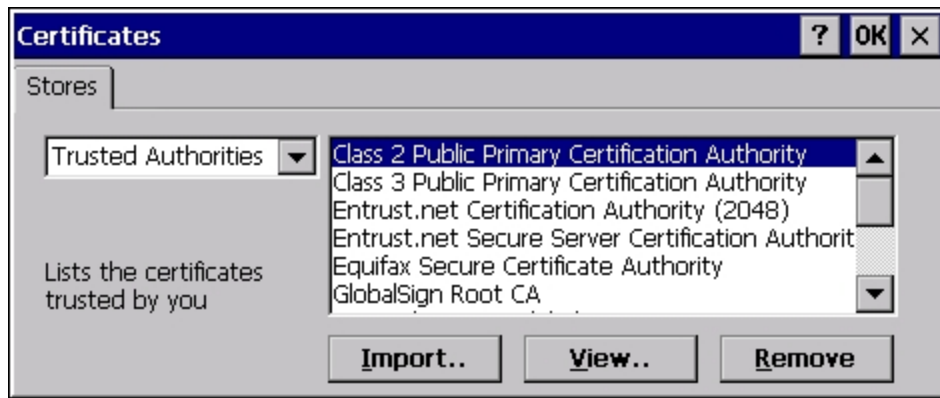 Certificates ? OK ×
Stores
Trusted Authorities
Class 2 Public Primary Certification Authority
Class 3 Public Primary Certification Authority
Entrust.net Certification Authority (2048)
Entrust.net Secure Server Certification Authorit
Equifax Secure Certificate Authority
GlobalSign Root CA
Lists the certificates
trusted by you
Import.. View.. Remove